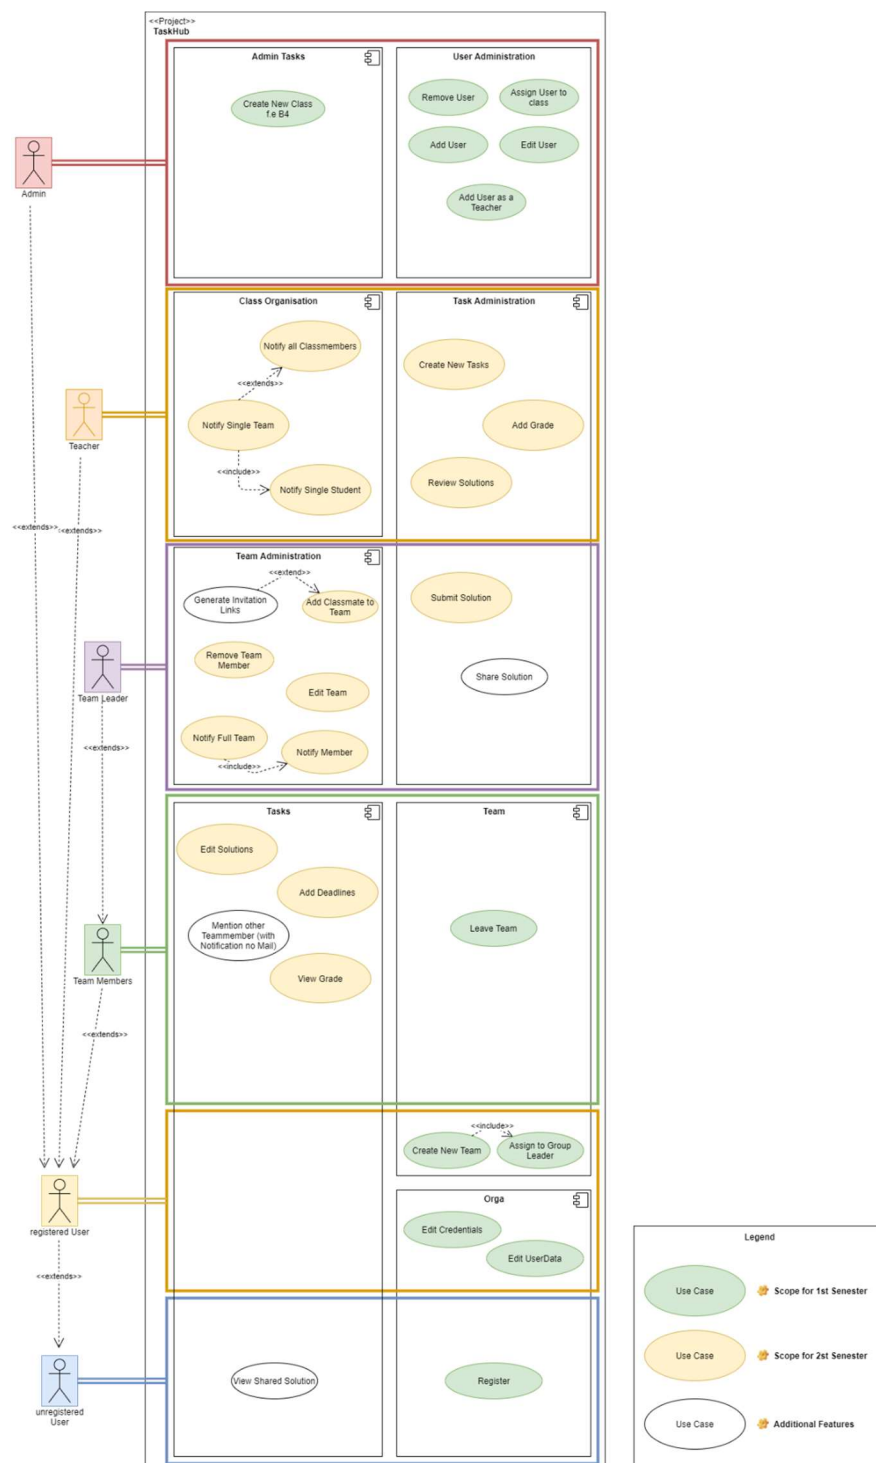 <<Project>>
TaskHub
Admin Tasks
User Administration
Create New Class
f.e B4
Remove User
Assign User to
class
Add User
Edit User
Add User as a
Teacher
Admin
Class Organisation
Task Administration
Notify all Classmembers
Create New Tasks
<<extends>>
Notify Single Team
Add Grade
Teacher
<<include>>
Notify Single Student
Review Solutions
<<extends>>
<<extends>>
Team Administration
<<extend>>
Generate Invitation
Links
Add Classmate to
Team
Submit Solution
Remove Team
Member
Share Solution
Edit Team
Team Leader
Notify Full Team
Notify Member
<<include>>
<<extends>>
Tasks
Team
Edit Solutions
Add Deadlines
Mention other
Teammember (with
Notification no Mail)
Leave Team
View Grade
Team Members
<<extends>>
<<include>>
Create New Team
Assign to Group
Leader
Orga
Edit Credentials
Edit UserData
registered User
<<extends>>
View Shared Solution
Register
unregistered
User
Legend
Use Case
Scope for 1st Senester
Use Case
Scope for 2st Senester
Use Case
Additional Features